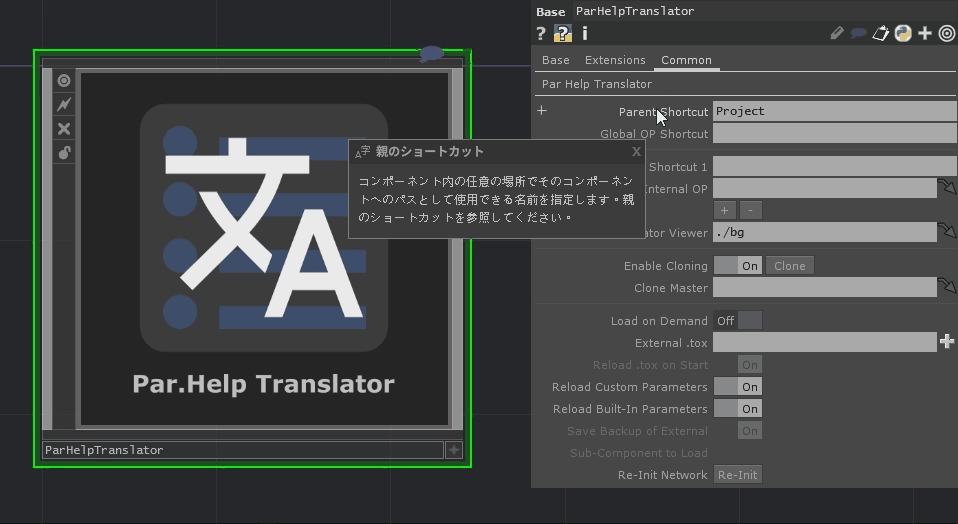 Base ParHelpTranslator
? ? i
Base Extensions Common
Par Help Translator
+ Parent Shortcut Project
Global OP Shortcut
文A
A字 親のショートカット X
コンポーネント内の任意の場所でそのコンポーネン
トへのパスとして使用できる名前を指定します。親
のショートカットを参照してください。
Shortcut 1
nternal OP
+ -
ator Viewer ./bg
Enable Cloning On Clone
Clone Master
Load on Demand Off
External .tox
Reload .tox on Start On
Par.Help Translator
Reload Custom Parameters On
Reload Built-In Parameters On
Save Backup of External On
ParHelpTranslator
Sub-Component to Load
Re-Init Network Re-Init